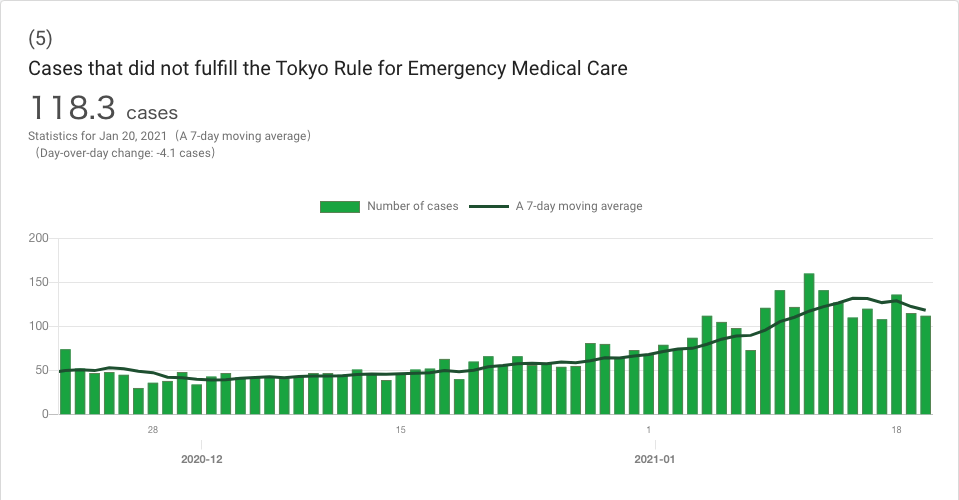 (5)
Cases that did not fulfill the Tokyo Rule for Emergency Medical Care
118.3 cases
Statistics for Jan 20, 2021（A 7-day moving average）
（Day-over-day change: -4.1 cases）
Number of cases A 7-day moving average
200
150
100
50
0
28 15 1 18
2020-12 2021-01